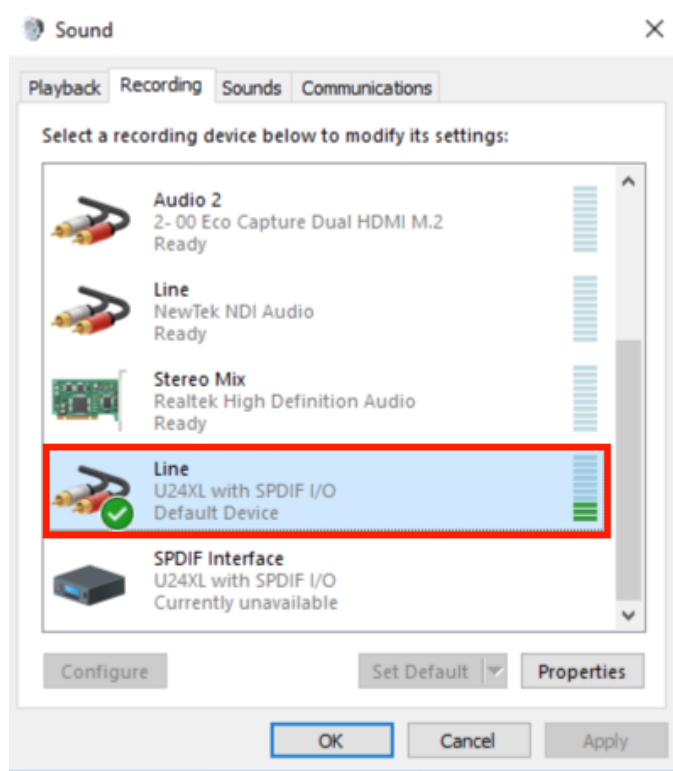 Sound
Playback Recording Sounds Communications
Select a recording device below to modify its settings:
Audio 2
2- 00 Eco Capture Dual HDMI M.2
Ready
Line
NewTek NDI Audio
Ready
Stereo Mix
Realtek High Definition Audio
Ready
Line
U24XL with SPDIF I/O
Default Device
SPDIF Interface
U24XL with SPDIF I/O
Currently unavailable
Configure Set Default Properties
OK Cancel Apply